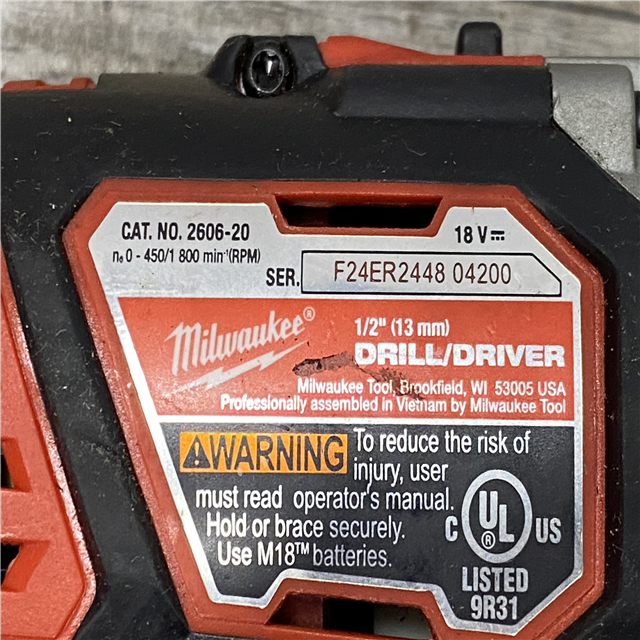 CAT. NO. 2606-20
18 V⎓
n₀ 0 - 450/1 800 min⁻¹(RPM)
SER. F24ER2448 04200
Milwaukee®
1/2" (13 mm)
DRILL/DRIVER
Milwaukee Tool, Brookfield, WI 53005 USA
Professionally assembled in Vietnam by Milwaukee Tool
⚠WARNING To reduce the risk of
injury, user
must read operator's manual.
Hold or brace securely.
Use M18™ batteries.
C UL® US
LISTED
9R31